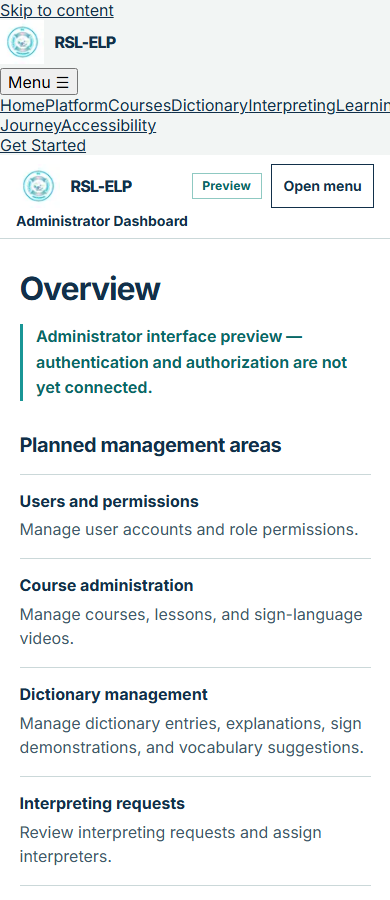 Skip to content
RSL-ELP
Menu ☰
HomePlatformCoursesDictionaryInterpretingLearnin
JourneyAccessibility
Get Started
RSL-ELP
Preview
Open menu
Administrator Dashboard
Overview
Administrator interface preview —
authentication and authorization are not
yet connected.
Planned management areas
Users and permissions
Manage user accounts and role permissions.
Course administration
Manage courses, lessons, and sign-language
videos.
Dictionary management
Manage dictionary entries, explanations, sign
demonstrations, and vocabulary suggestions.
Interpreting requests
Review interpreting requests and assign
interpreters.